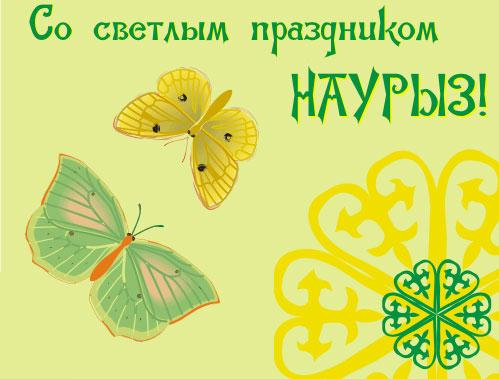 Со светлым праздником
НАУРЫЗ!